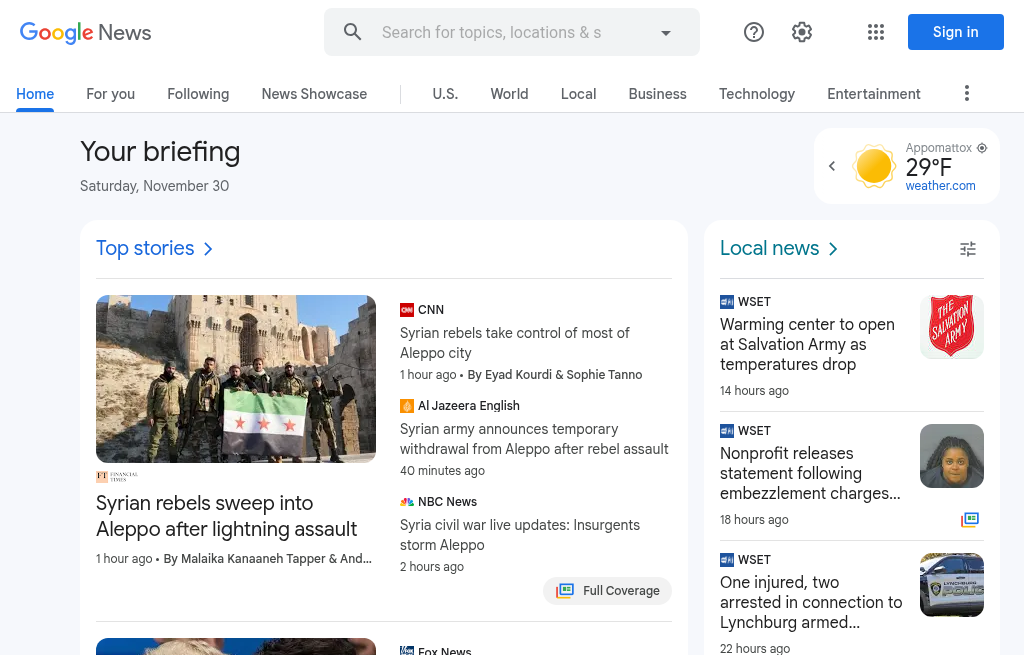 Google News
Search for topics, locations & s
Sign in
Home
For you
Following
News Showcase
U.S.
World
Local
Business
Technology
Entertainment
Your briefing
Saturday, November 30
Appomattox
29°F
weather.com
Top stories
FT FINANCIAL TIMES
Syrian rebels sweep into
Aleppo after lightning assault
1 hour ago • By Malaika Kanaaneh Tapper & And...
CNN
Syrian rebels take control of most of
Aleppo city
1 hour ago • By Eyad Kourdi & Sophie Tanno
Al Jazeera English
Syrian army announces temporary
withdrawal from Aleppo after rebel assault
40 minutes ago
NBC News
Syria civil war live updates: Insurgents
storm Aleppo
2 hours ago
Full Coverage
Fox News
Local news
WSET
Warming center to open
at Salvation Army as
temperatures drop
14 hours ago
THE
SALVATION
ARMY
WSET
Nonprofit releases
statement following
embezzlement charges...
18 hours ago
WSET
One injured, two
arrested in connection to
Lynchburg armed...
22 hours ago
LYNCHBURG
POLICE